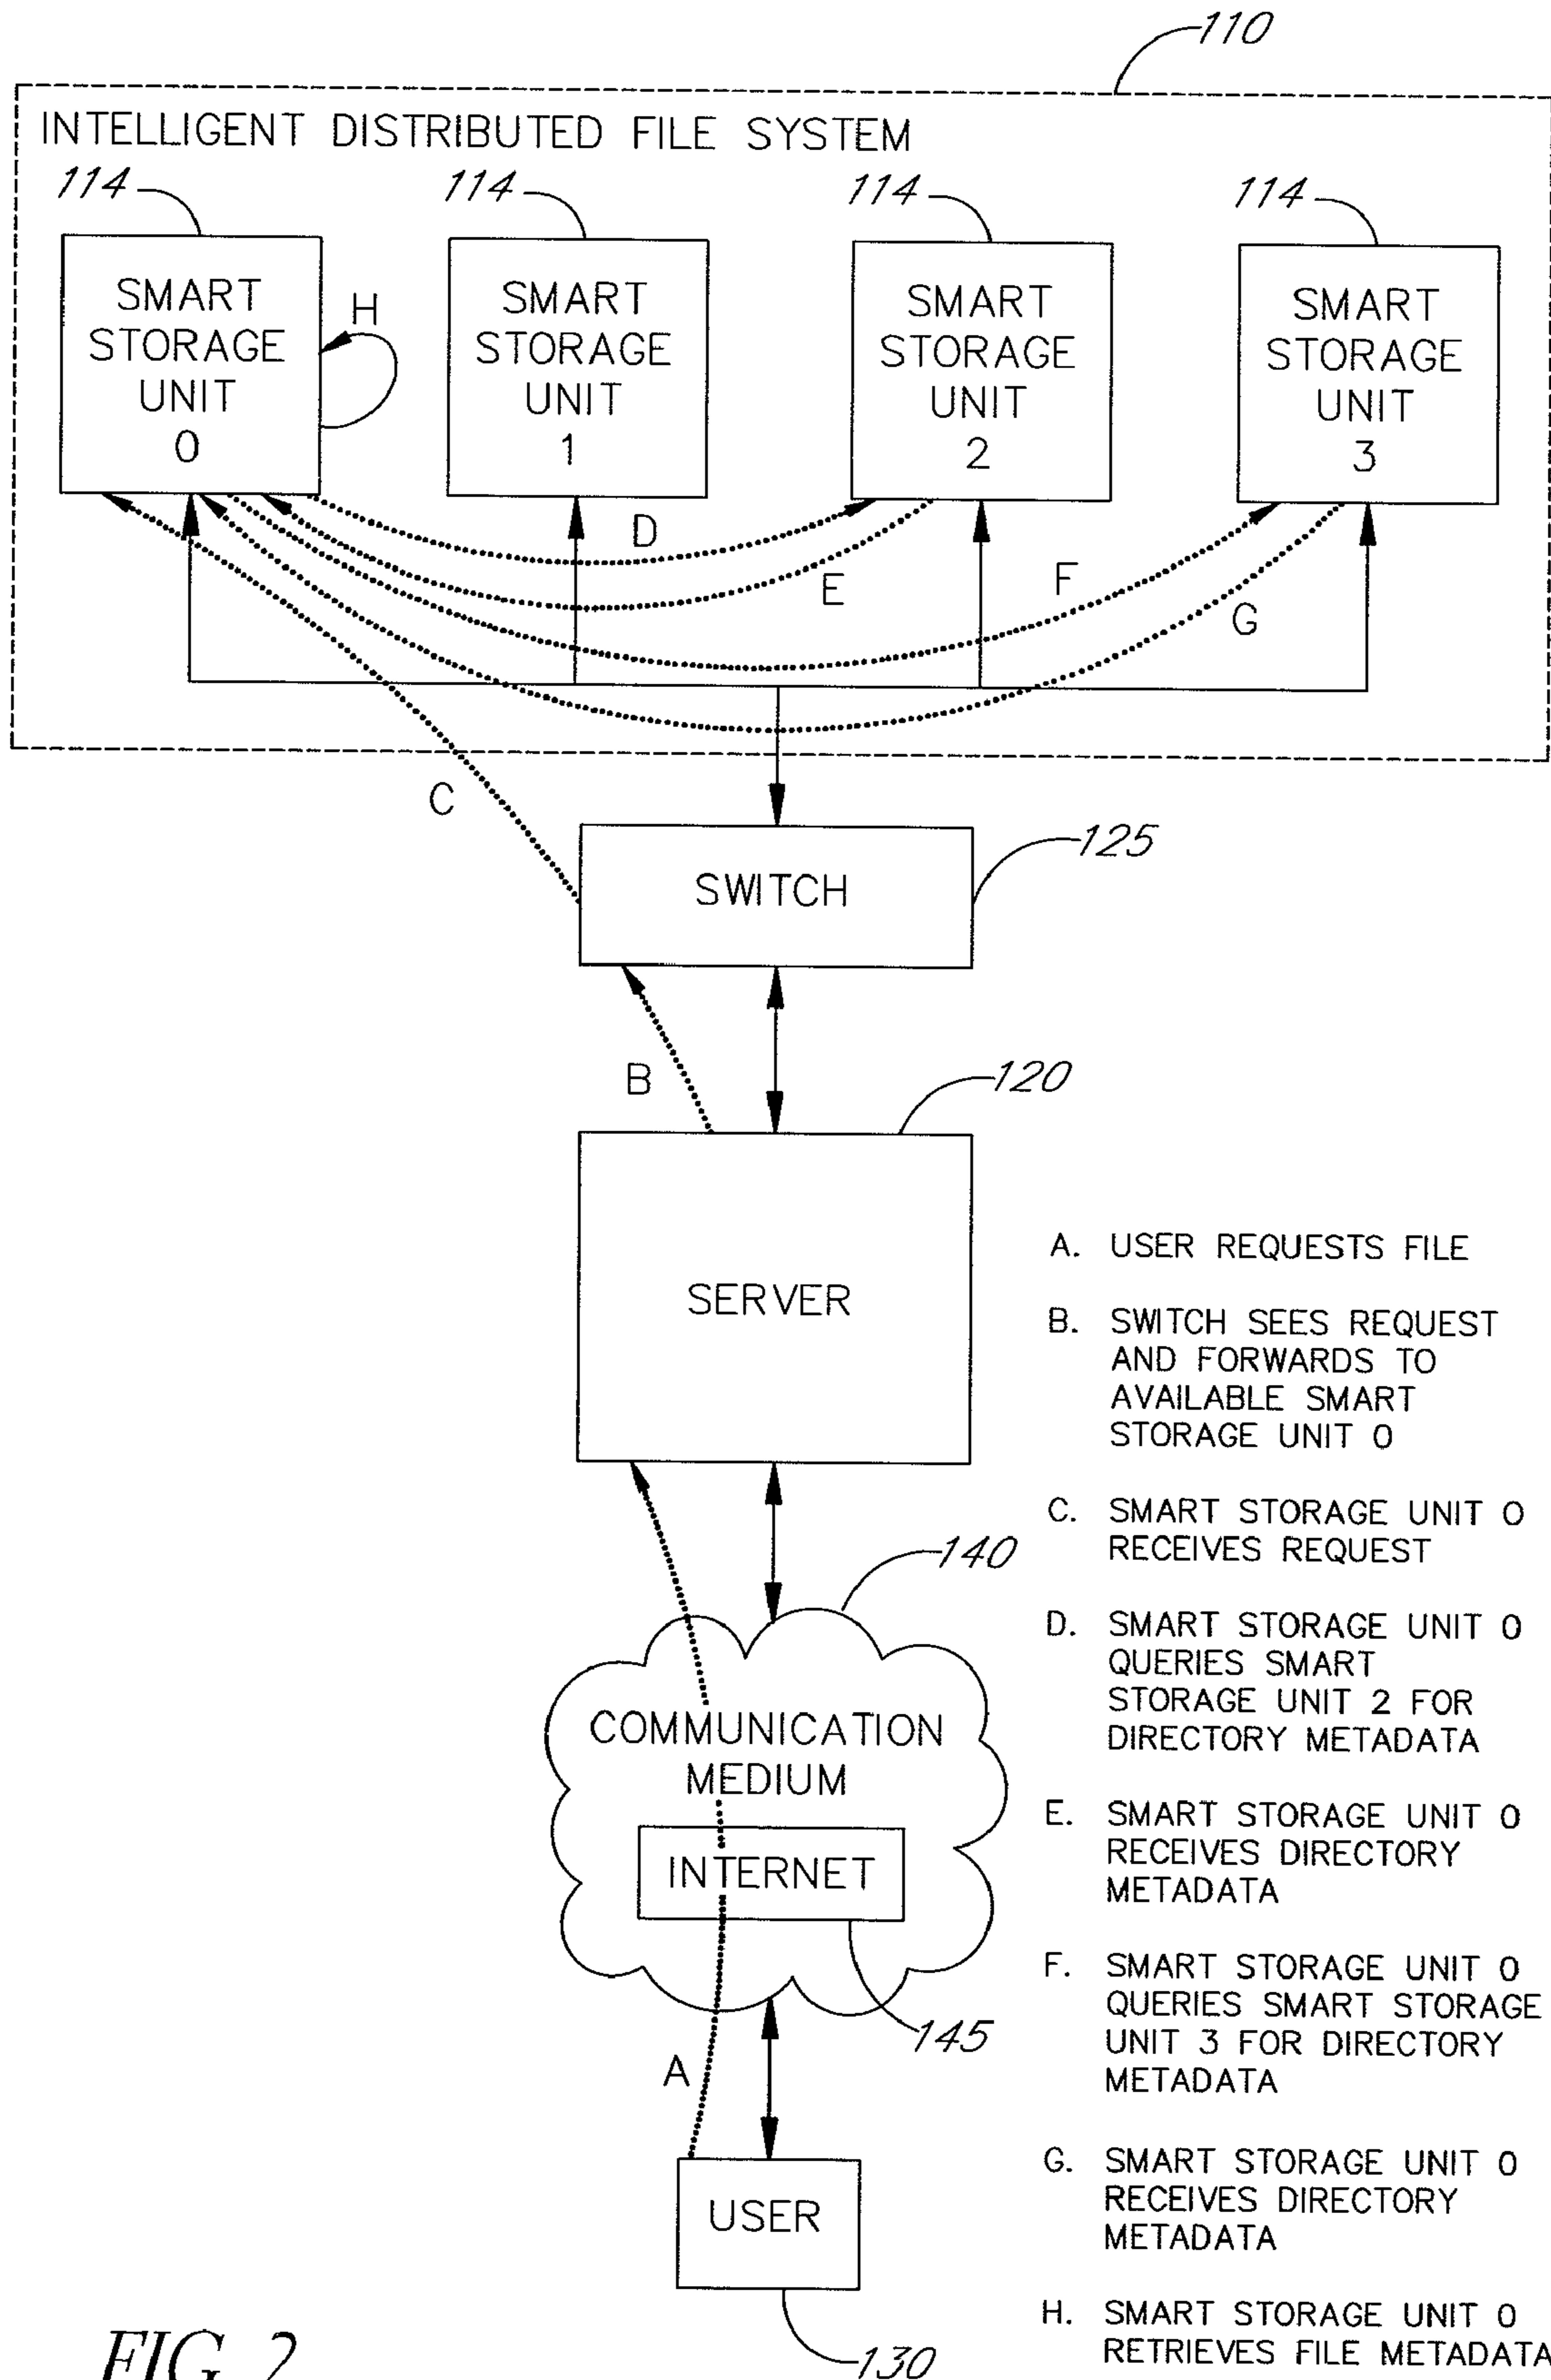 110
INTELLIGENT DISTRIBUTED FILE SYSTEM
114
114
114
114
SMART
STORAGE
UNIT
0
H
SMART
STORAGE
UNIT
1
SMART
STORAGE
UNIT
2
SMART
STORAGE
UNIT
3
D
E
F
G
C
SWITCH
125
B
120
SERVER
140
COMMUNICATION
MEDIUM
INTERNET
145
A
USER
130
A. USER REQUESTS FILE
B. SWITCH SEES REQUEST
AND FORWARDS TO
AVAILABLE SMART
STORAGE UNIT 0
C. SMART STORAGE UNIT 0
RECEIVES REQUEST
D. SMART STORAGE UNIT 0
QUERIES SMART
STORAGE UNIT 2 FOR
DIRECTORY METADATA
E. SMART STORAGE UNIT 0
RECEIVES DIRECTORY
METADATA
F. SMART STORAGE UNIT 0
QUERIES SMART STORAGE
UNIT 3 FOR DIRECTORY
METADATA
G. SMART STORAGE UNIT 0
RECEIVES DIRECTORY
METADATA
H. SMART STORAGE UNIT 0
RETRIEVES FILE METADATA
FIG. 2